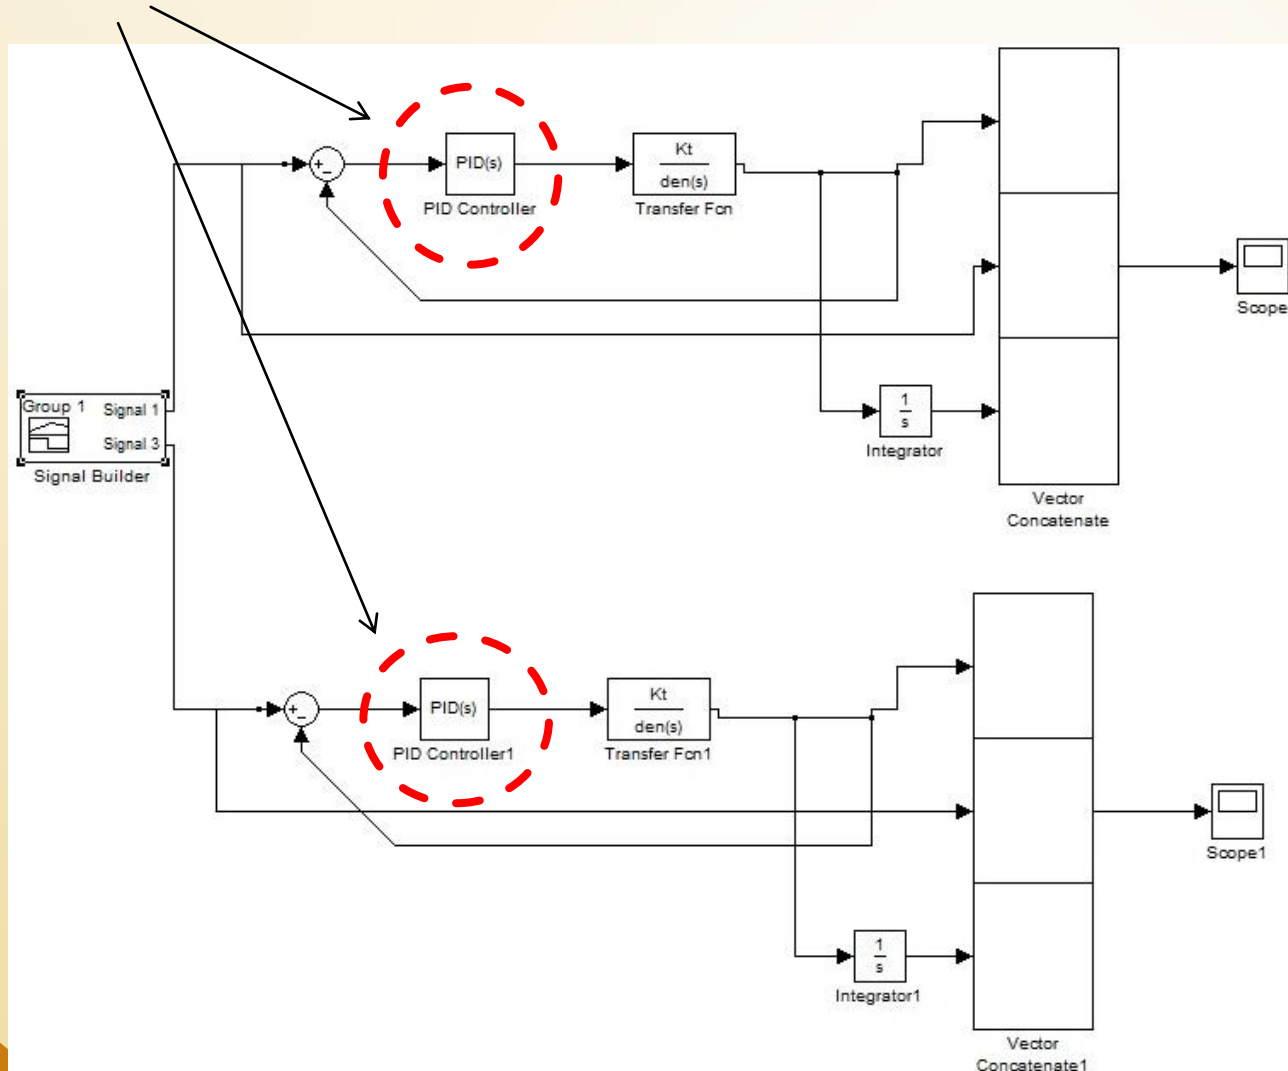 +
-
PID(s)
PID Controller
Kt
den(s)
Transfer Fcn
Scope
Group 1
Signal 1
Signal 3
Signal Builder
1
s
Integrator
Vector
Concatenate
+
-
PID(s)
PID Controller1
Kt
den(s)
Transfer Fcn1
Scope1
1
s
Integrator1
Vector
Concatenate1